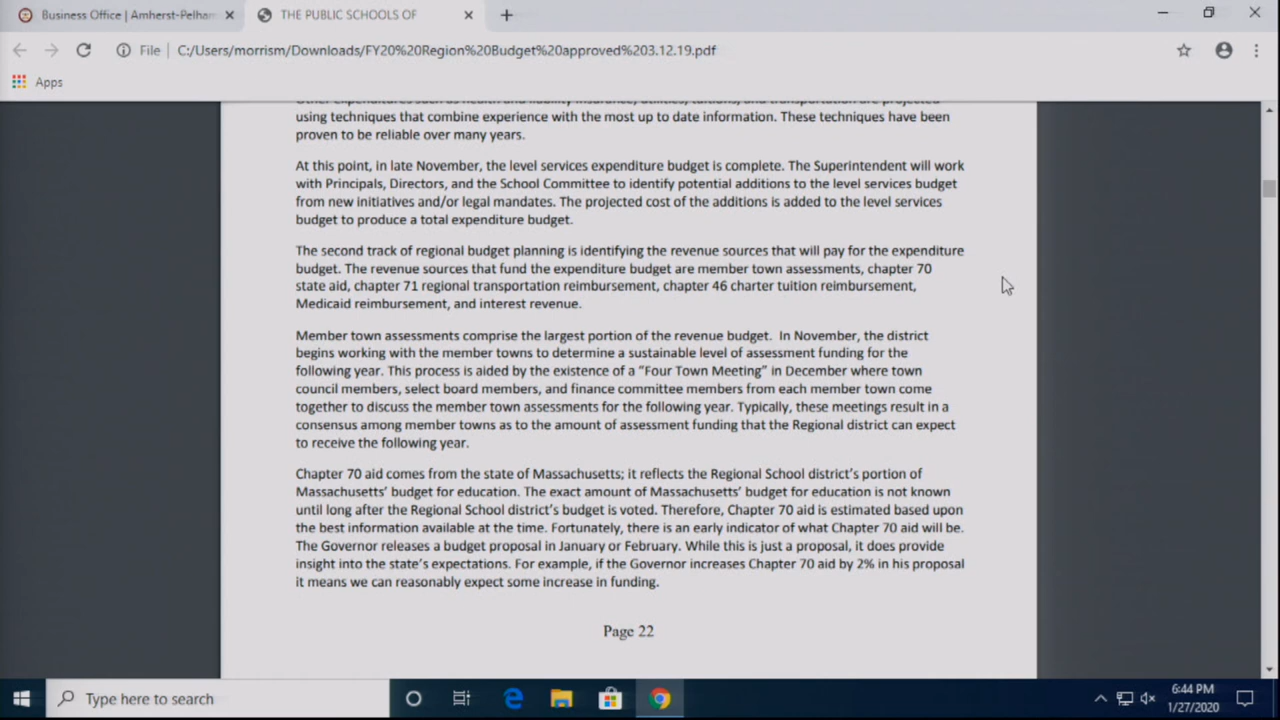 Business Office | Amherst-Pelham
THE PUBLIC SCHOOLS OF
File | C:/Users/morrism/Downloads/FY20%20Region%20Budget%20approved%203.12.19.pdf
Apps
Other expenditures such as health and liability insurance, utilities, tuitions, and transportation are projected
using techniques that combine experience with the most up to date information. These techniques have been
proven to be reliable over many years.
At this point, in late November, the level services expenditure budget is complete. The Superintendent will work
with Principals, Directors, and the School Committee to identify potential additions to the level services budget
from new initiatives and/or legal mandates. The projected cost of the additions is added to the level services
budget to produce a total expenditure budget.
The second track of regional budget planning is identifying the revenue sources that will pay for the expenditure
budget. The revenue sources that fund the expenditure budget are member town assessments, chapter 70
state aid, chapter 71 regional transportation reimbursement, chapter 46 charter tuition reimbursement,
Medicaid reimbursement, and interest revenue.
Member town assessments comprise the largest portion of the revenue budget. In November, the district
begins working with the member towns to determine a sustainable level of assessment funding for the
following year. This process is aided by the existence of a “Four Town Meeting” in December where town
council members, select board members, and finance committee members from each member town come
together to discuss the member town assessments for the following year. Typically, these meetings result in a
consensus among member towns as to the amount of assessment funding that the Regional district can expect
to receive the following year.
Chapter 70 aid comes from the state of Massachusetts; it reflects the Regional School district’s portion of
Massachusetts’ budget for education. The exact amount of Massachusetts’ budget for education is not known
until long after the Regional School district’s budget is voted. Therefore, Chapter 70 aid is estimated based upon
the best information available at the time. Fortunately, there is an early indicator of what Chapter 70 aid will be.
The Governor releases a budget proposal in January or February. While this is just a proposal, it does provide
insight into the state’s expectations. For example, if the Governor increases Chapter 70 aid by 2% in his proposal
it means we can reasonably expect some increase in funding.
Page 22
Type here to search
6:44 PM
1/27/2020